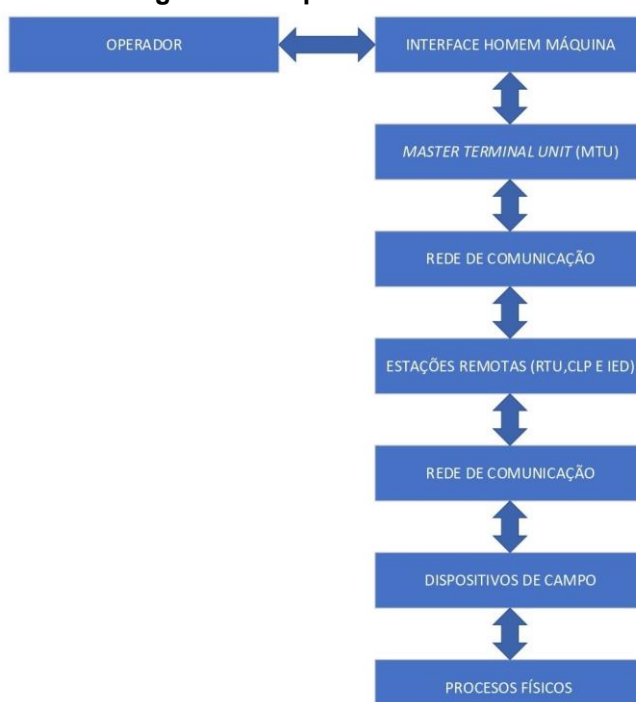 OPERADOR
INTERFACE HOMEM MÁQUINA
MASTER TERMINAL UNIT (MTU)
REDE DE COMUNICAÇÃO
ESTAÇÕES REMOTAS (RTU,CLP E IED)
REDE DE COMUNICAÇÃO
DISPOSITIVOS DE CAMPO
PROCESOS FÍSICOS